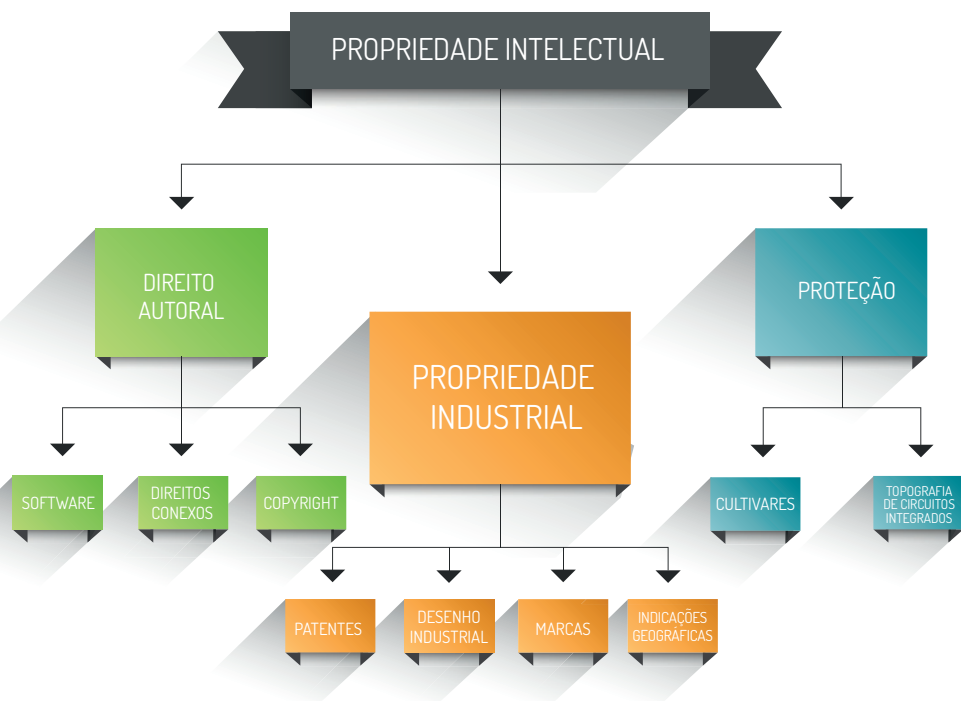 PROPRIEDADE INTELECTUAL
DIREITO
AUTORAL
PROTEÇÃO
PROPRIEDADE
INDUSTRIAL
SOFTWARE
DIREITOS
CONEXOS
COPYRIGHT
CULTIVARES
TOPOGRAFIA
DE CIRCUITOS
INTEGRADOS
PATENTES
DESENHO
INDUSTRIAL
MARCAS
INDICAÇÕES
GEOGRÁFICAS